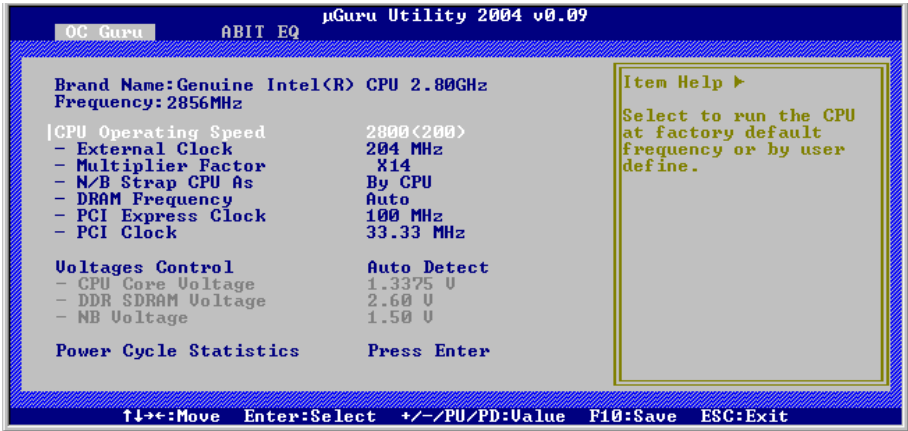 µGuru Utility 2004 v0.09
OC Guru ABIT EQ
Brand Name:Genuine Intel(R) CPU 2.80GHz
Frequency:2856MHz
CPU Operating Speed 2800(200)
- External Clock 204 MHz
- Multiplier Factor X14
- N/B Strap CPU As By CPU
- DRAM Frequency Auto
- PCI Express Clock 100 MHz
- PCI Clock 33.33 MHz
Voltages Control Auto Detect
- CPU Core Voltage 1.3375 V
- DDR SDRAM Voltage 2.60 V
- NB Voltage 1.50 V
Power Cycle Statistics Press Enter
Item Help ►
Select to run the CPU
at factory default
frequency or by user
define.
↑↓→←:Move Enter:Select +/-/PU/PD:Value F10:Save ESC:Exit